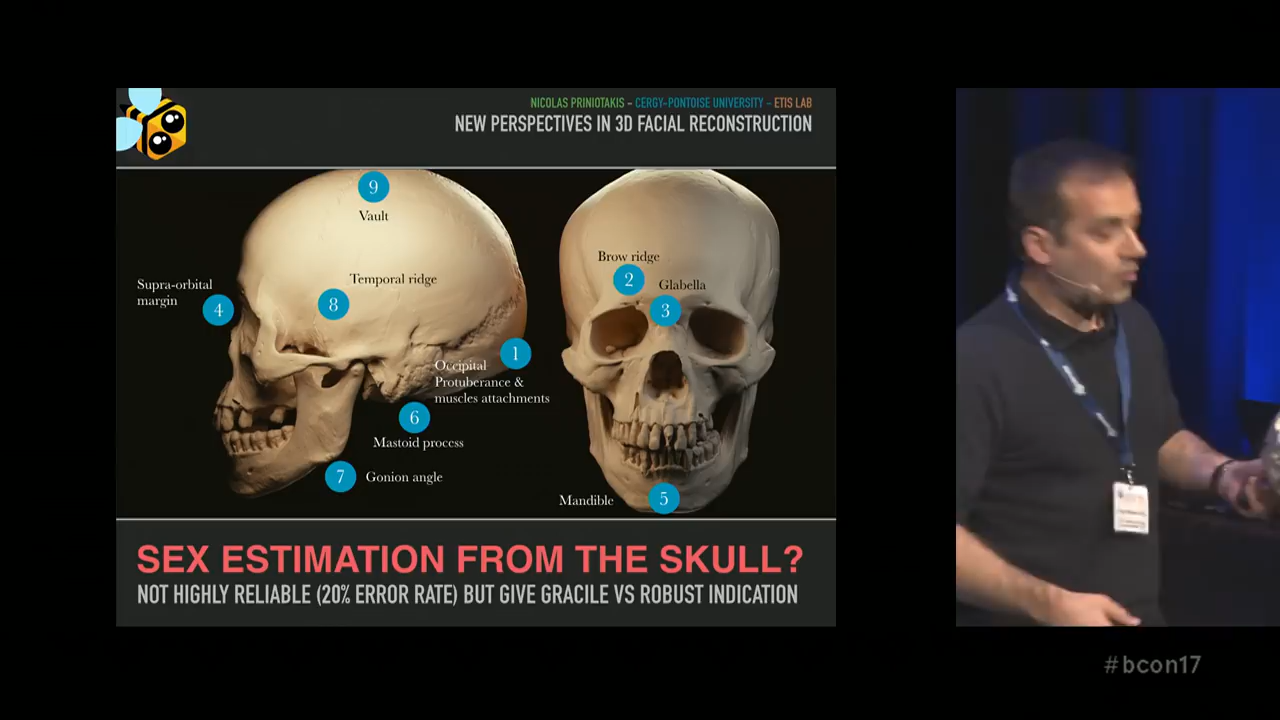 NICOLAS PRINIOTAKIS – CERGY-PONTOISE UNIVERSITY – ETIS LAB
NEW PERSPECTIVES IN 3D FACIAL RECONSTRUCTION
9
Vault
Supra-orbital
margin
4
Temporal ridge
8
Brow ridge
2
Glabella
3
1
Occipital
Protuberance &
muscles attachments
6
Mastoid process
7
Gonion angle
Mandible
5
SEX ESTIMATION FROM THE SKULL?
NOT HIGHLY RELIABLE (20% ERROR RATE) BUT GIVE GRACILE VS ROBUST INDICATION
#bcon17